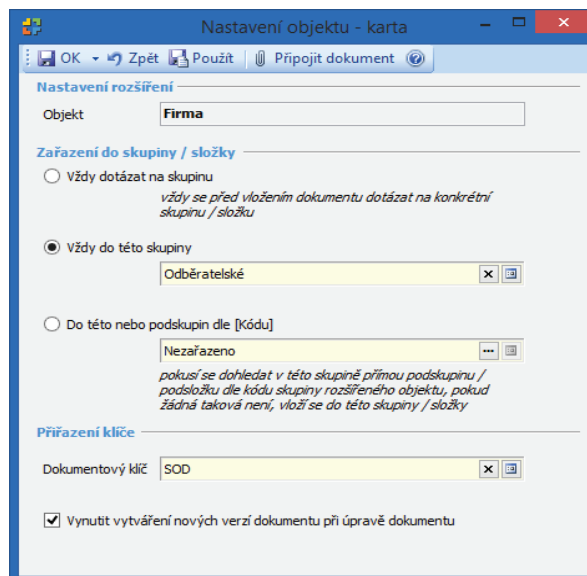 Nastavení objektu - karta
OK Zpět Použít Připojit dokument
Nastavení rozšíření
Objekt Firma
Zařazení do skupiny / složky
Vždy dotázat na skupinu
vždy se před vložením dokumentu dotázat na konkrétní
skupinu / složku
Vždy do této skupiny
Odběratelské
Do této nebo podskupin dle [Kódu]
Nezařazeno
pokusí se dohledat v této skupině přímou podskupinu /
podsložku dle kódu skupiny rozšířeného objektu, pokud
žádná taková není, vloží se do této skupiny / složky
Přiřazení klíče
Dokumentový klíč SOD
Vynutit vytváření nových verzí dokumentu při úpravě dokumentu